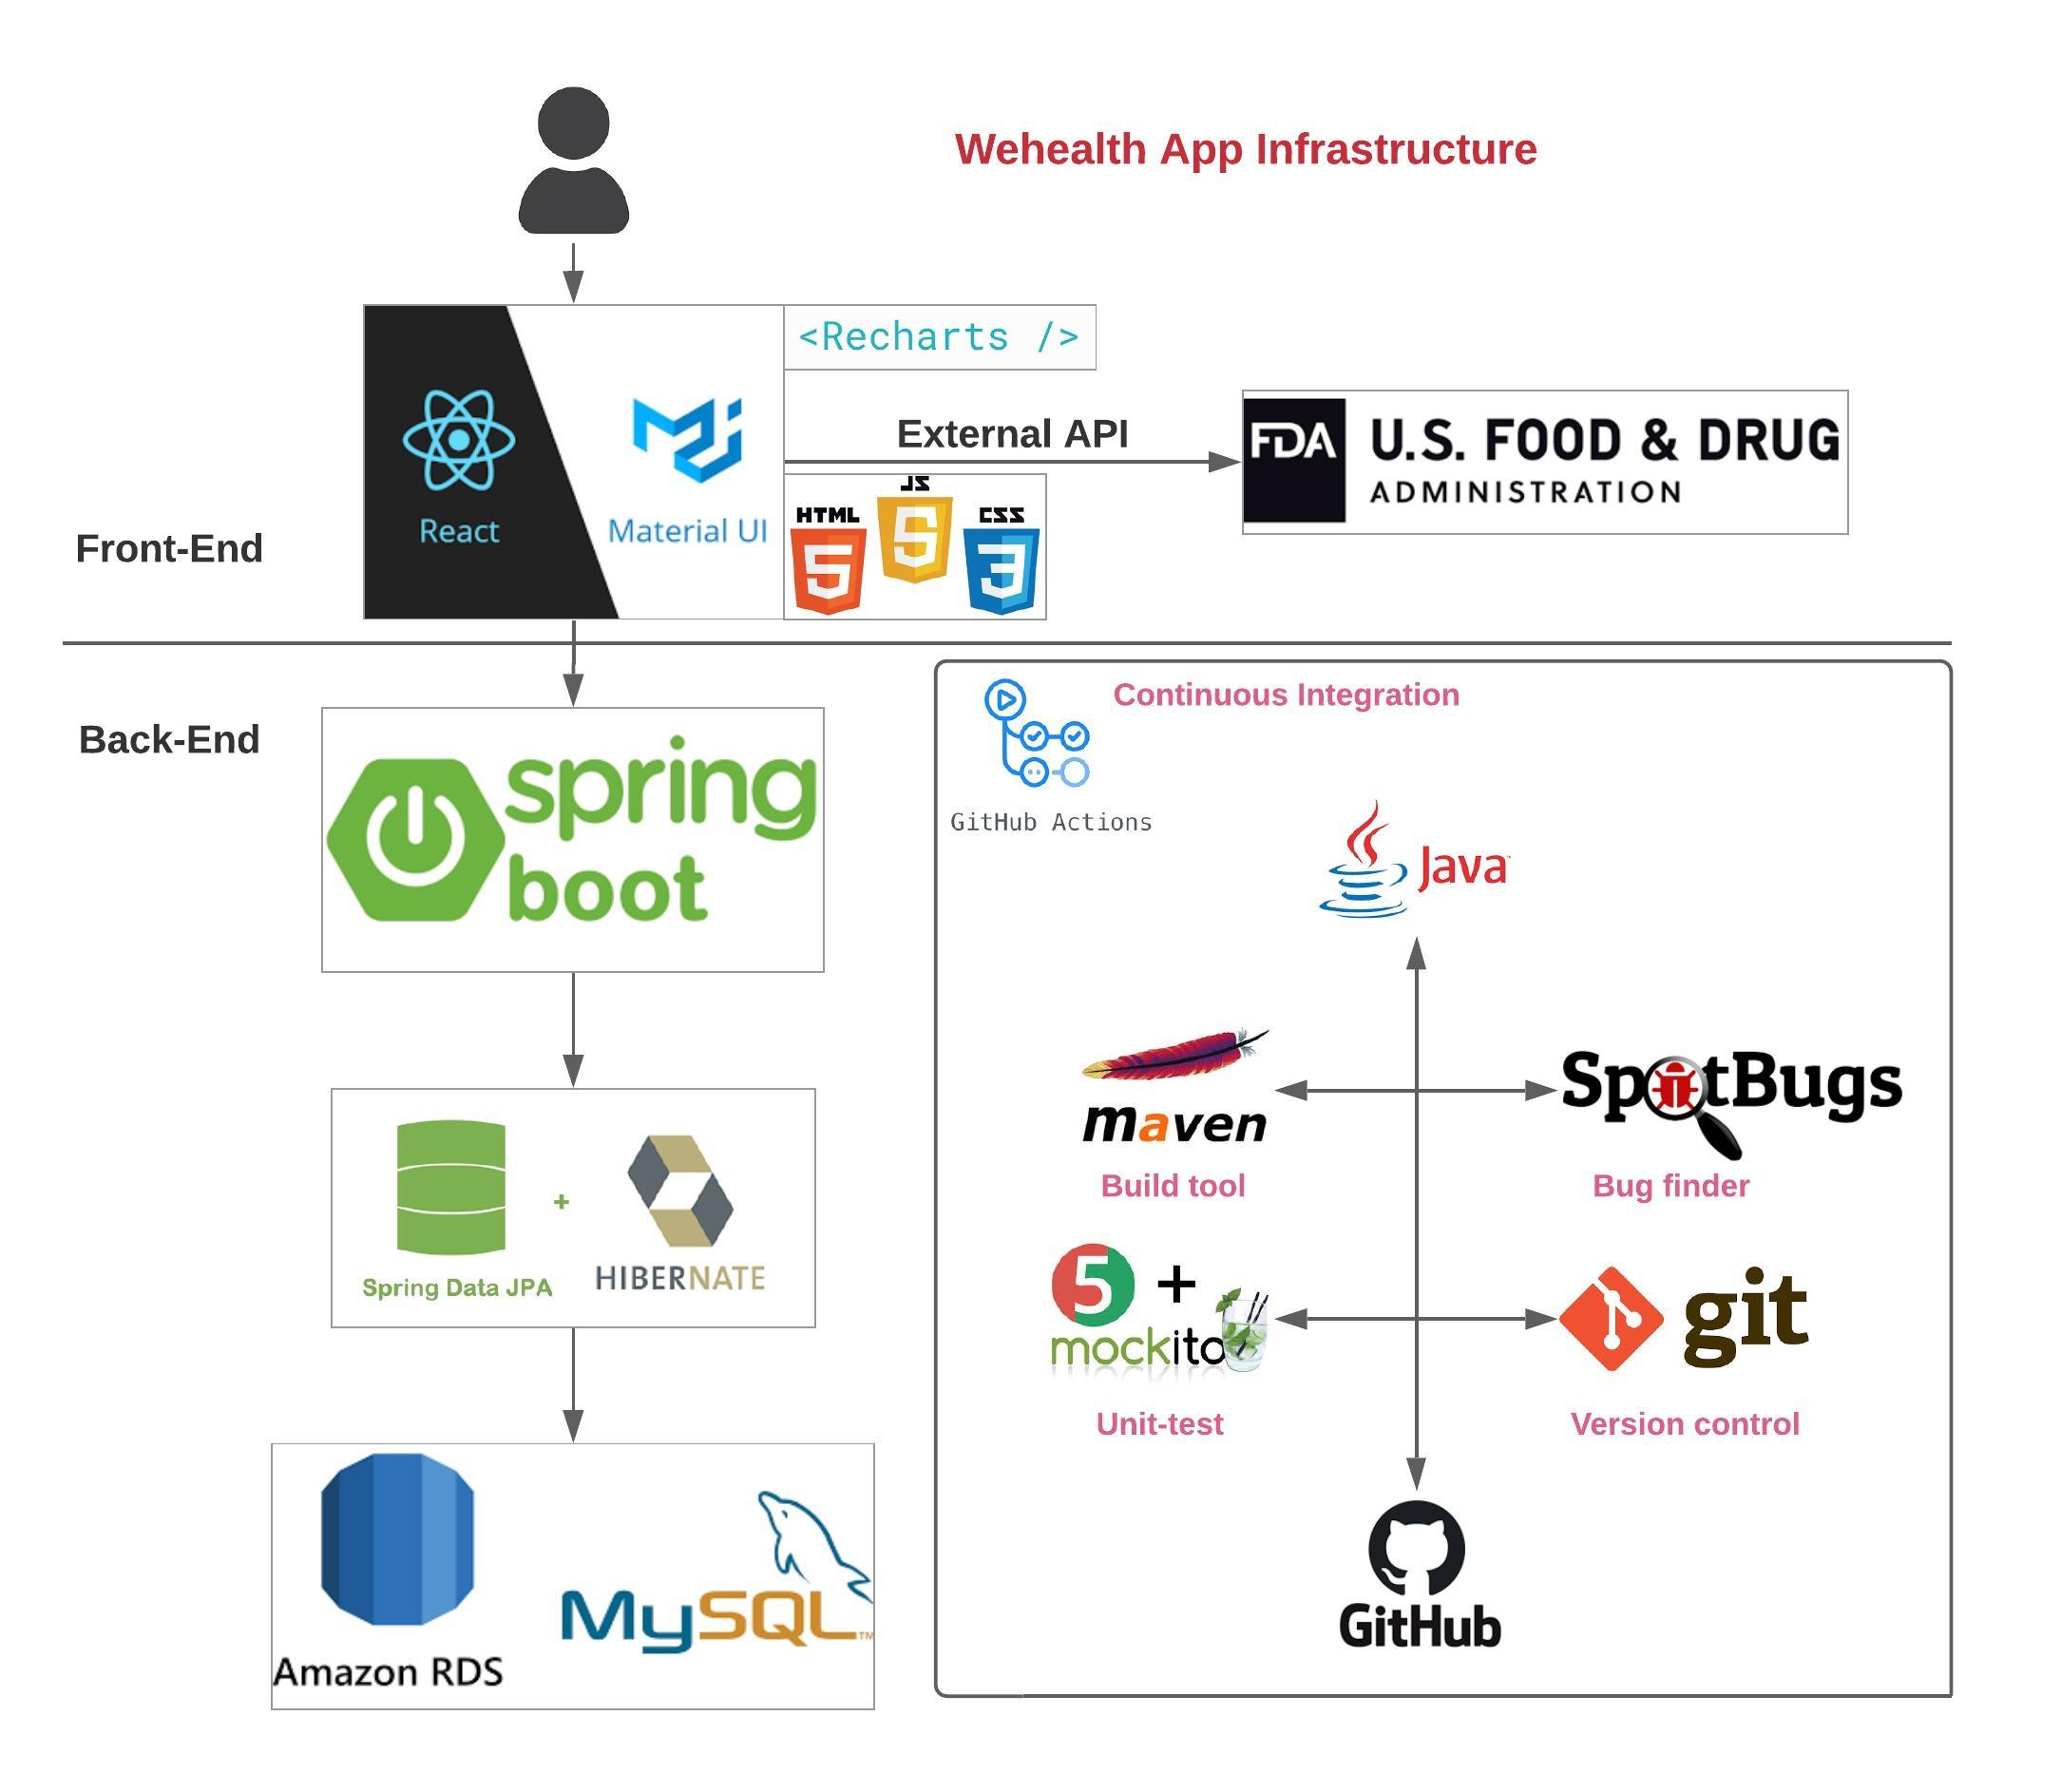 Wehealth App Infrastructure
<Recharts />
External API
FDA U.S. FOOD & DRUG
ADMINISTRATION
React
Material UI
HTML
JS
CSS
5
5
3
Front-End
Back-End
spring
boot
Continuous Integration
GitHub Actions
Java
maven
Build tool
SpotBugs
Bug finder
Spring Data JPA
+
HIBERNATE
5 +
mockito
Unit-test
git
Version control
Amazon RDS
MySQL™
GitHub